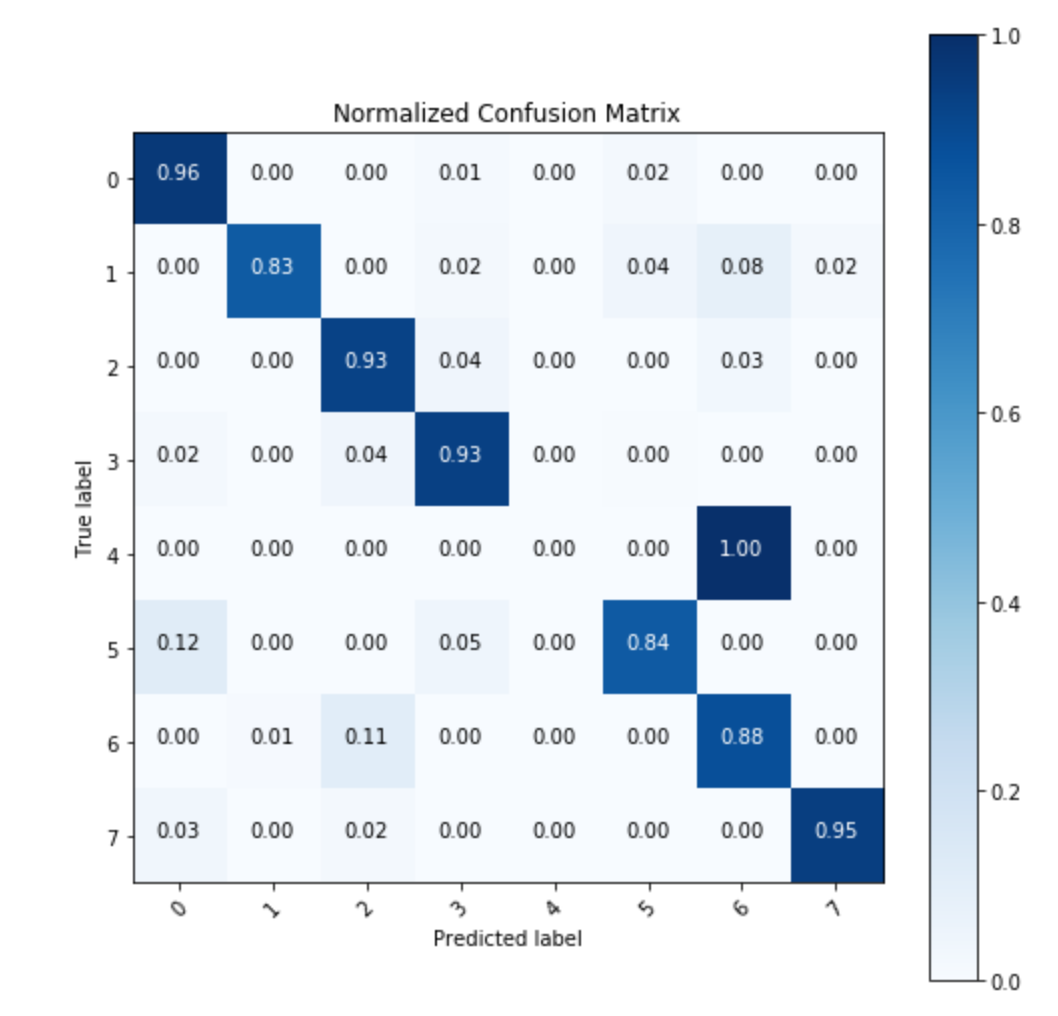 Normalized Confusion Matrix
1.0
0.8
0.6
0.4
0.2
0.0
True label
0 0.96 0.00 0.00 0.01 0.00 0.02 0.00 0.00
1 0.00 0.83 0.00 0.02 0.00 0.04 0.08 0.02
2 0.00 0.00 0.93 0.04 0.00 0.00 0.03 0.00
3 0.02 0.00 0.04 0.93 0.00 0.00 0.00 0.00
4 0.00 0.00 0.00 0.00 0.00 0.00 1.00 0.00
5 0.12 0.00 0.00 0.05 0.00 0.84 0.00 0.00
6 0.00 0.01 0.11 0.00 0.00 0.00 0.88 0.00
7 0.03 0.00 0.02 0.00 0.00 0.00 0.00 0.95
0 1 2 3 4 5 6 7
Predicted label